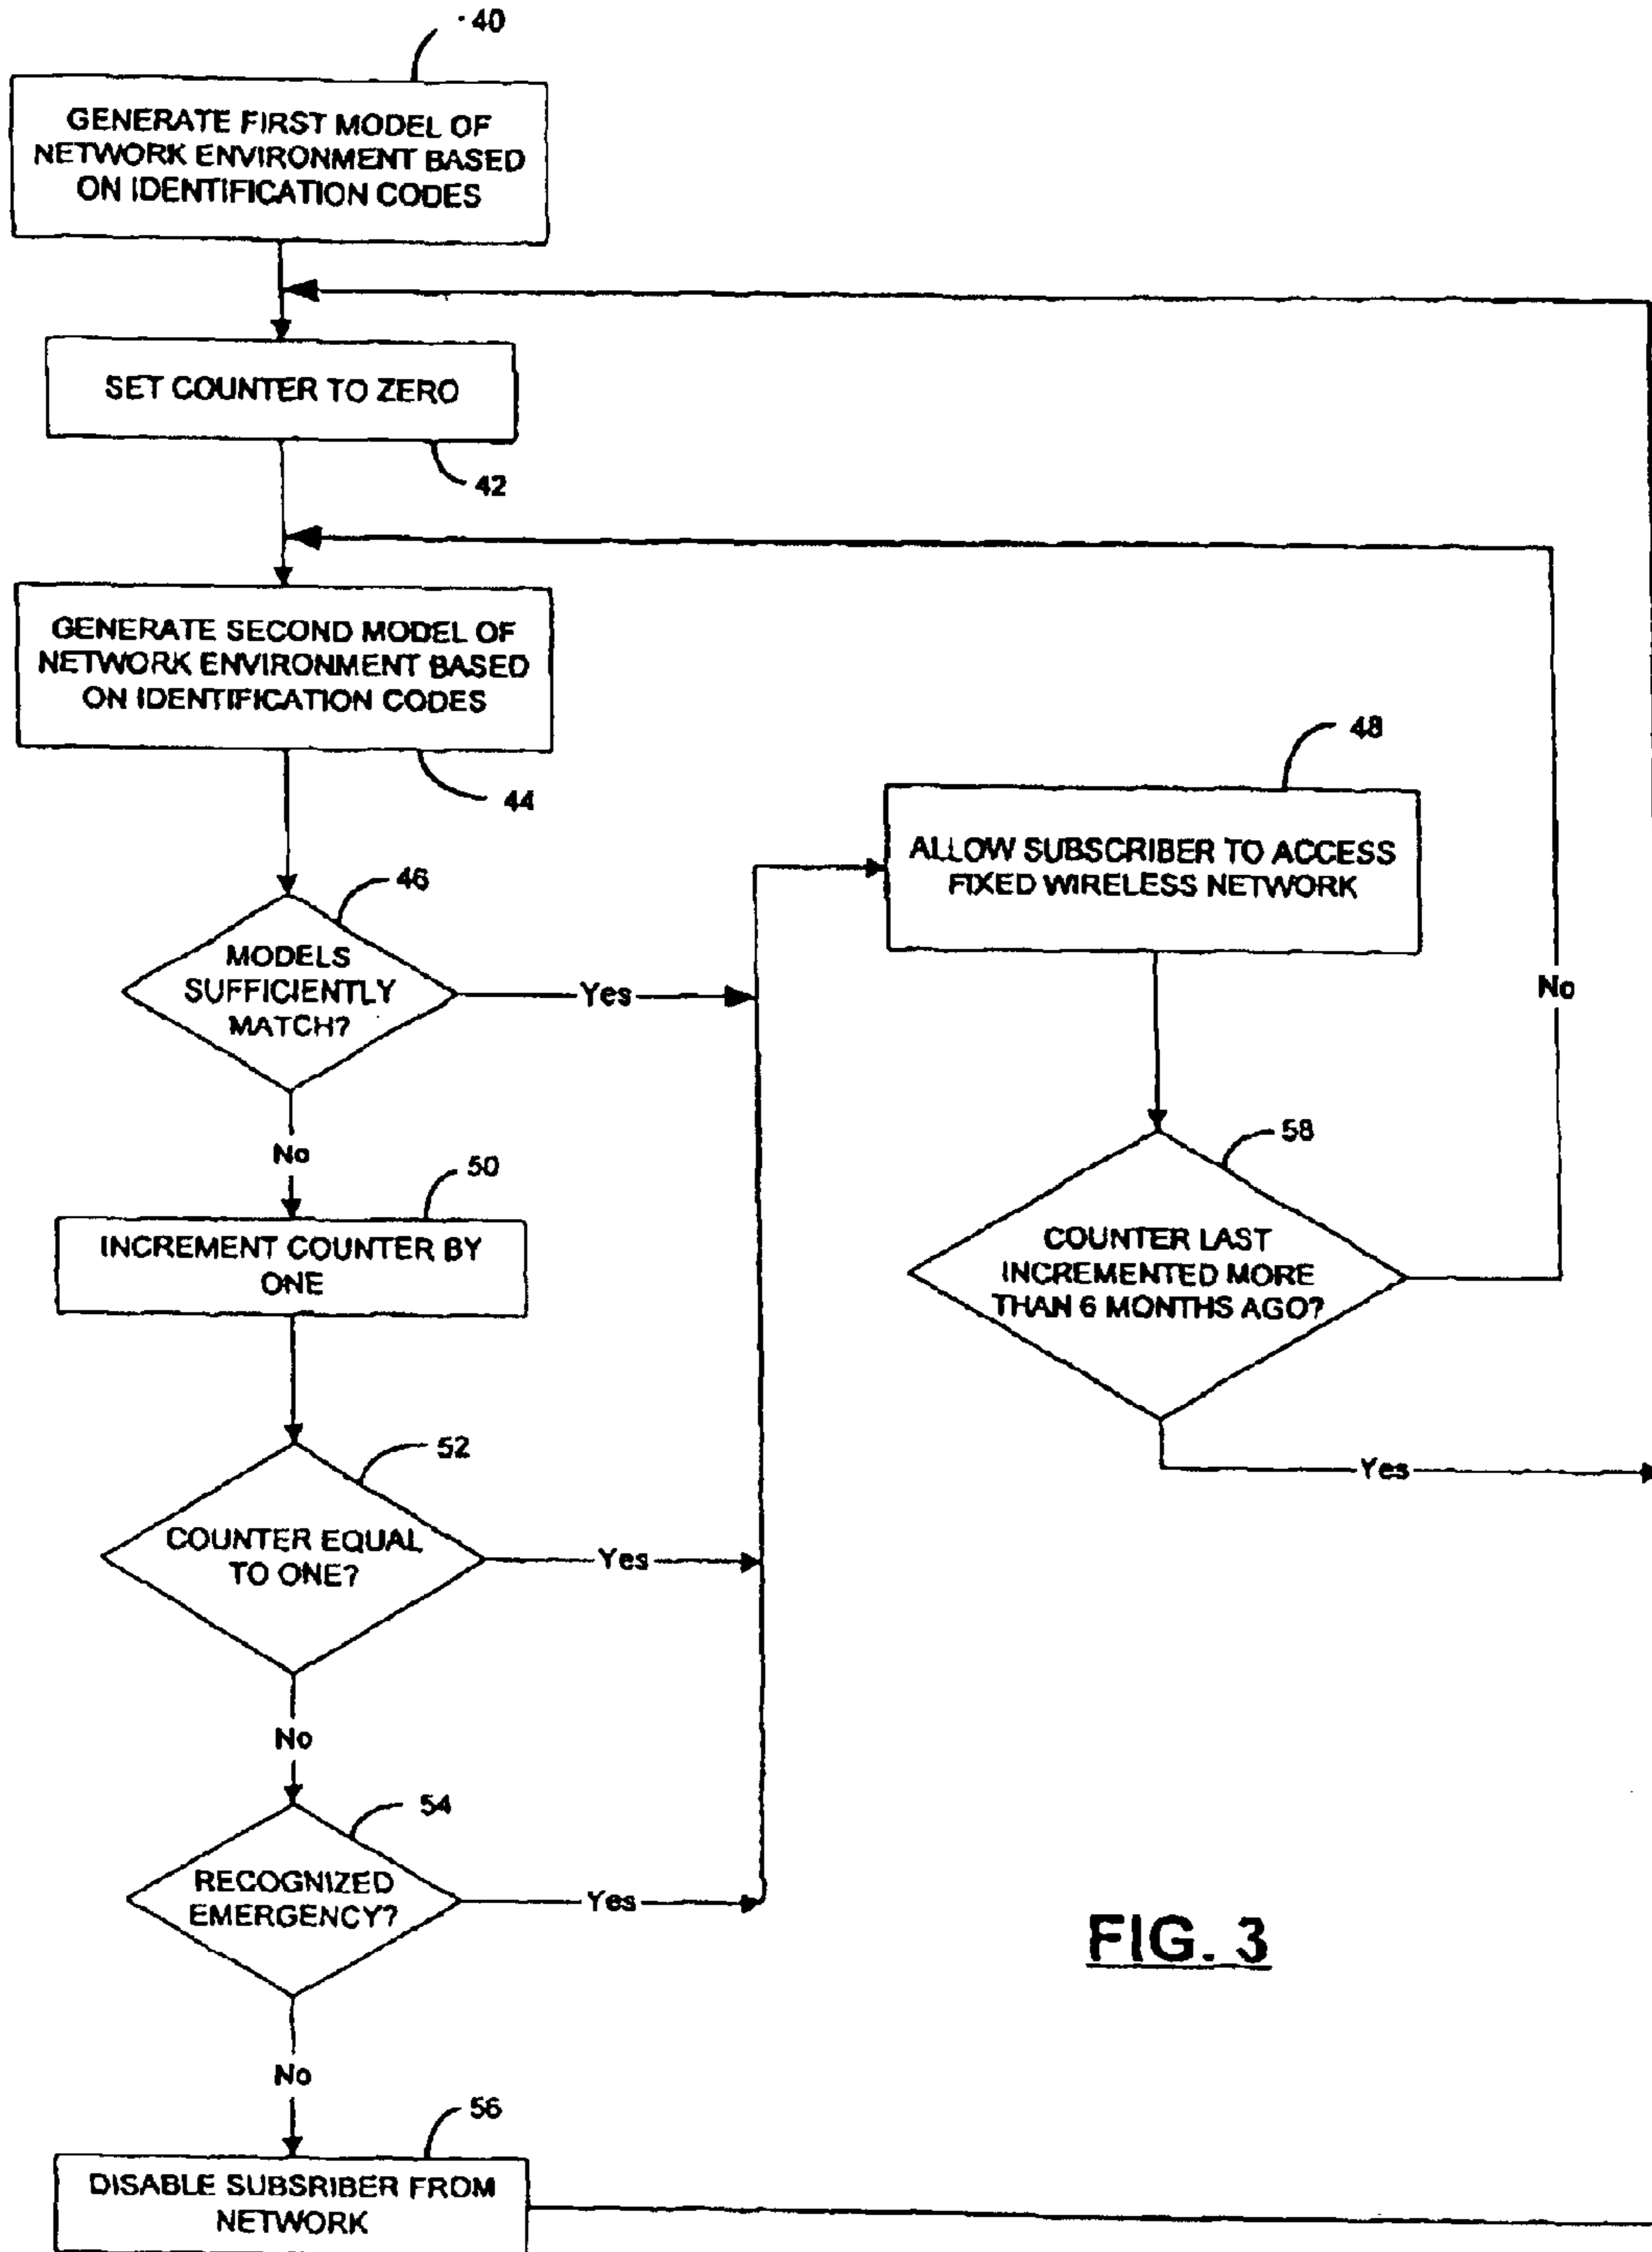 40
GENERATE FIRST MODEL OF
NETWORK ENVIRONMENT BASED
ON IDENTIFICATION CODES
SET COUNTER TO ZERO
42
GENERATE SECOND MODEL OF
NETWORK ENVIRONMENT BASED
ON IDENTIFICATION CODES
44
46
MODELS
SUFFICIENTLY
MATCH?
Yes
No
48
ALLOW SUBSCRIBER TO ACCESS
FIXED WIRELESS NETWORK
No
50
INCREMENT COUNTER BY
ONE
58
COUNTER LAST
INCREMENTED MORE
THAN 6 MONTHS AGO?
Yes
52
COUNTER EQUAL
TO ONE?
Yes
No
54
RECOGNIZED
EMERGENCY?
Yes
No
56
DISABLE SUBSRIBER FROM
NETWORK
FIG. 3